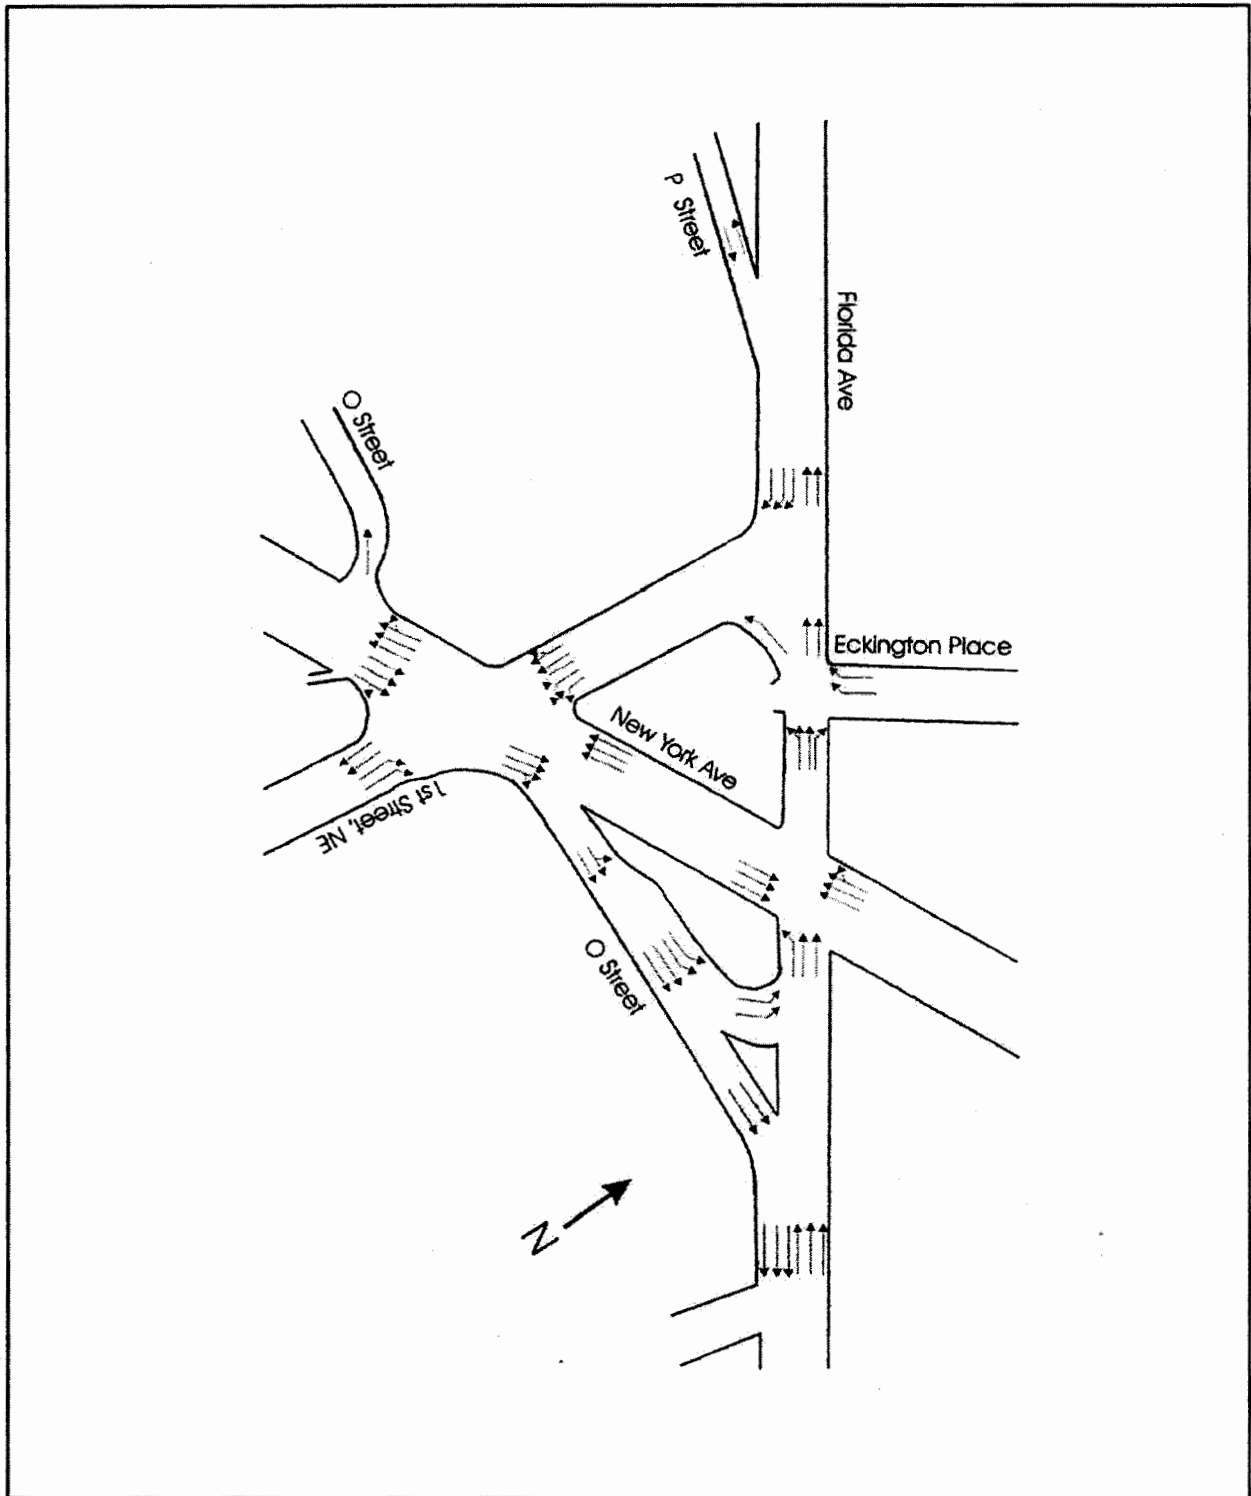 P Street
Florida Ave
O Street
Eckington Place
New York Ave
1st Street, NE
O Street
N